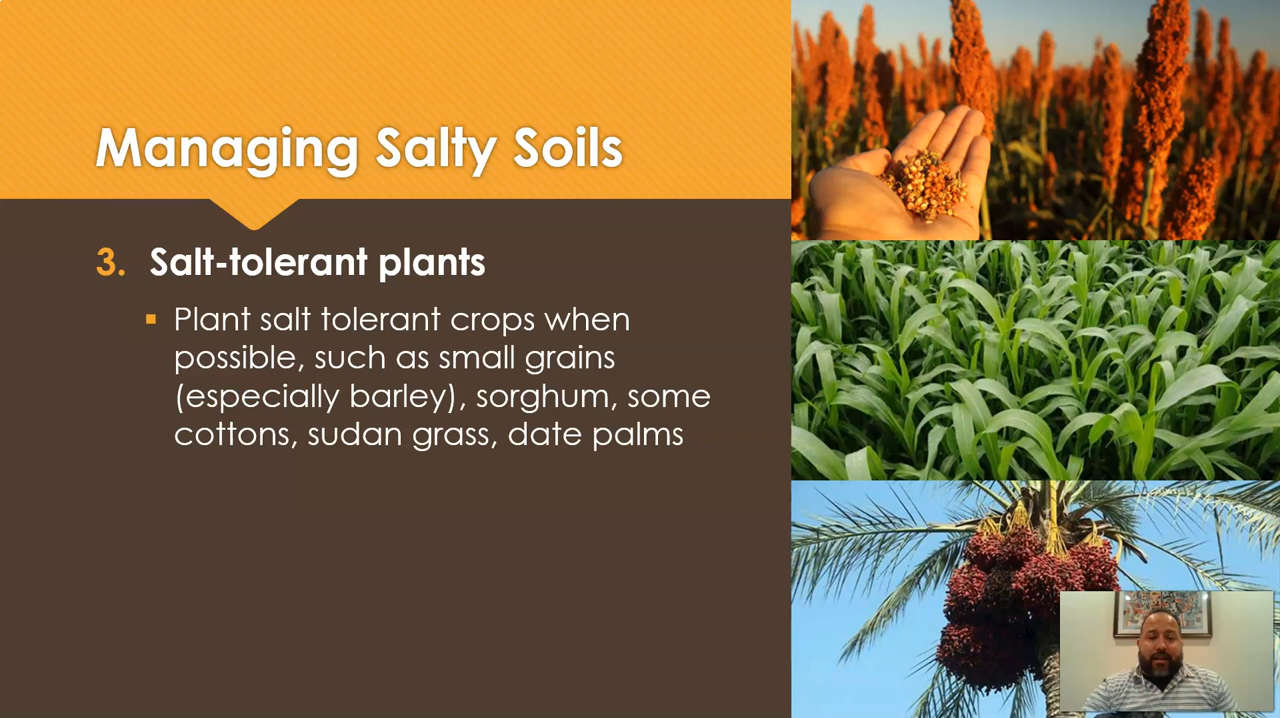 Managing Salty Soils
3. Salt-tolerant plants
▪ Plant salt tolerant crops when
possible, such as small grains
(especially barley), sorghum, some
cottons, sudan grass, date palms